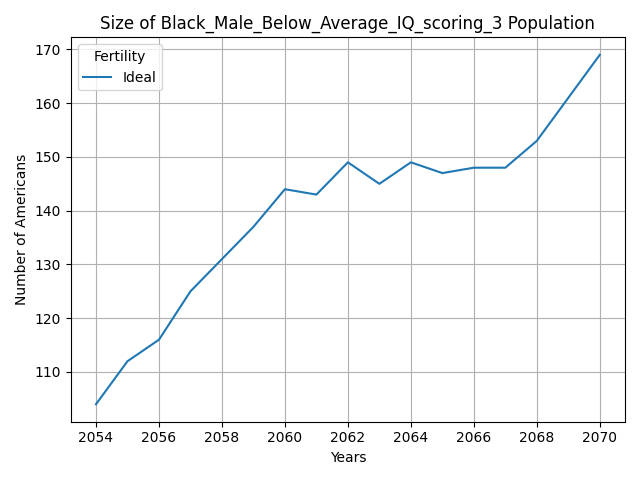 Size of Black_Male_Below_Average_IQ_scoring_3 Population
170
160
150
140
130
120
110
Number of Americans
Fertility
Ideal
2054 2056 2058 2060 2062 2064 2066 2068 2070
Years